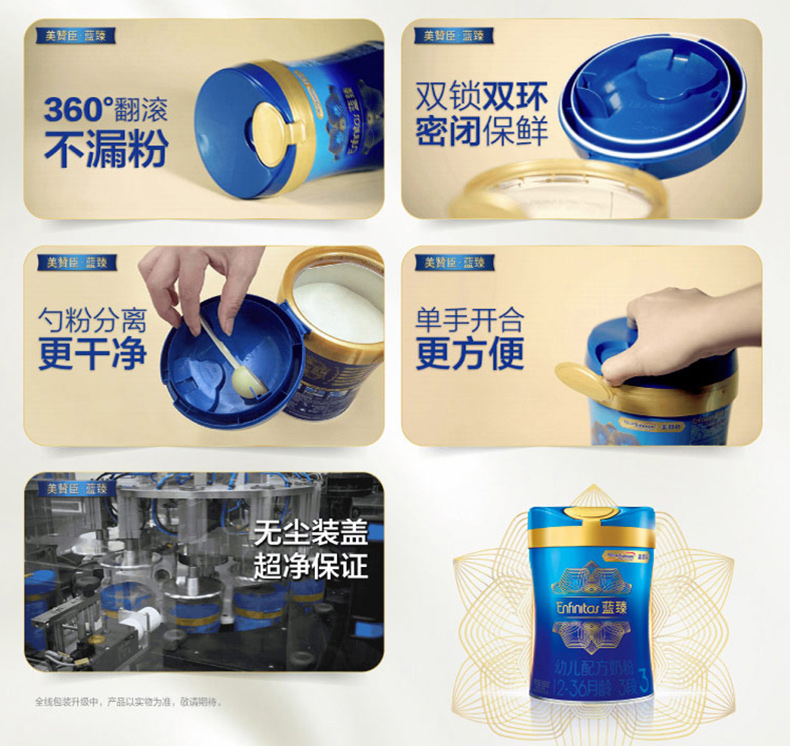 美赞臣·蓝臻
360°翻滚
不漏粉
Enfinitas 蓝臻
美赞臣·蓝臻
双锁双环
密闭保鲜
美赞臣·蓝臻
勺粉分离
更干净
美赞臣·蓝臻
单手开合
更方便
美赞臣·蓝臻
无尘装盖
超净保证
Enfinitas 蓝臻
幼儿配方奶粉
12-36月龄 3段 3
全线包装升级中，产品以实物为准，敬请期待。